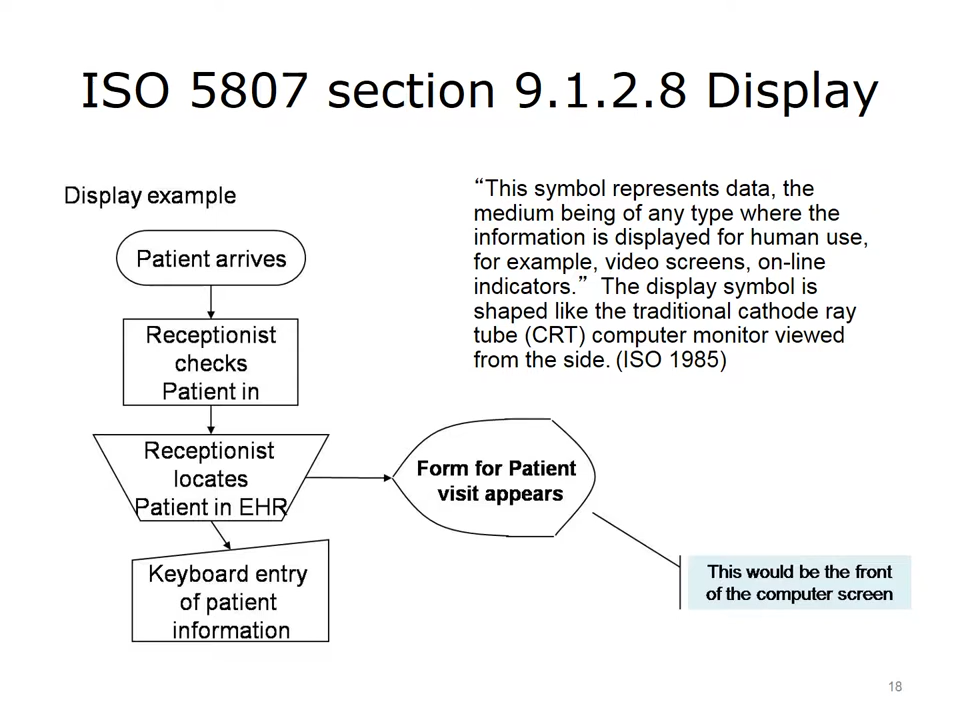 ISO 5807 section 9.1.2.8 Display
Display example
Patient arrives
Receptionist
checks
Patient in
Receptionist
locates
Patient in EHR
Keyboard entry
of patient
information
Form for Patient
visit appears
“This symbol represents data, the
medium being of any type where the
information is displayed for human use,
for example, video screens, on-line
indicators.” The display symbol is
shaped like the traditional cathode ray
tube (CRT) computer monitor viewed
from the side. (ISO 1985)
This would be the front
of the computer screen
18